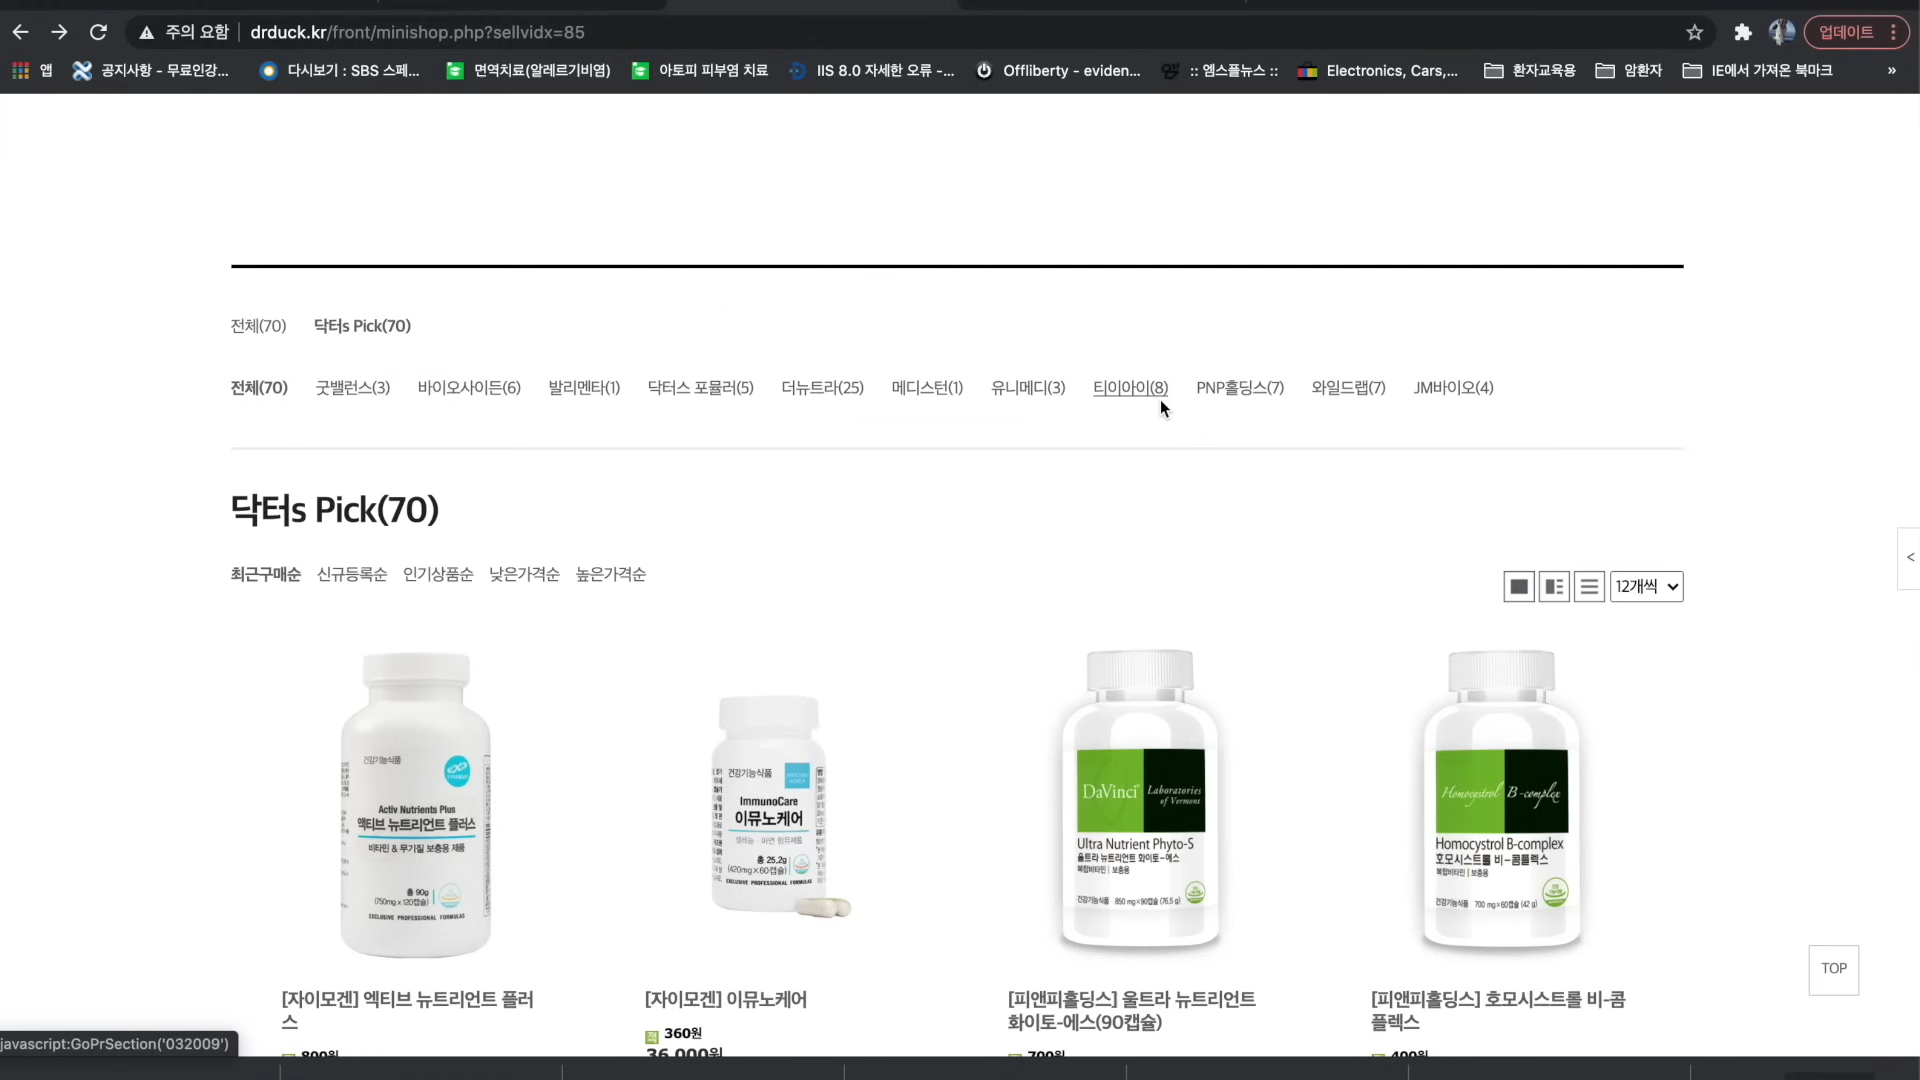 주의 요함 drduck.kr/front/minishop.php?sellvidx=85 업데이트
앱 공지사항 - 무료인강... 다시보기 : SBS 스페... 면역치료(알레르기비염) 아토피 피부염 치료 IIS 8.0 자세한 오류 -... Offliberty - eviden... :: 엠스플뉴스 :: Electronics, Cars,... 환자교육용 암환자 IE에서 가져온 북마크 »
전체(70) 닥터s Pick(70)
전체(70) 굿밸런스(3) 바이오사이든(6) 발리멘타(1) 닥터스 포뮬러(5) 더뉴트라(25) 메디스턴(1) 유니메디(3) 티이아이(8) PNP홀딩스(7) 와일드랩(7) JM바이오(4)
닥터s Pick(70)
<
최근구매순 신규등록순 인기상품순 낮은가격순 높은가격순
12개씩
건강기능식품
Activ Nutrients Plus
액티브 뉴트리언트 플러스
비타민 & 무기질 보충용 제품
총 90g
(750mg x 120캡슐)
EXCLUSIVE PROFESSIONAL FORMULAS
건강기능식품
ImmunoCare
이뮤노케어
셀레늄 · 아연 함유제품
총 25.2g
(420mg×60캡슐)
EXCLUSIVE PROFESSIONAL FORMULAS
DaVinci Laboratories
of Vermont
Ultra Nutrient Phyto-S
울트라 뉴트리언트 화이토-에스
복합비타민 | 보충용
건강기능식품 850 mg×90캡슐 (76.5 g)
Homocystrol B-complex
Homocystrol B-complex
호모시스트롤 비-콤플렉스
복합비타민 | 보충용
건강기능식품 700 mg×60캡슐 (42 g)
TOP
[자이모겐] 엑티브 뉴트리언트 플러
스
800원
[자이모겐] 이뮤노케어
360원
36,000원
[피앤피홀딩스] 울트라 뉴트리언트
화이토-에스(90캡슐)
700원
[피앤피홀딩스] 호모시스트롤 비-콤
플렉스
400원
javascript:GoPrSection('032009')